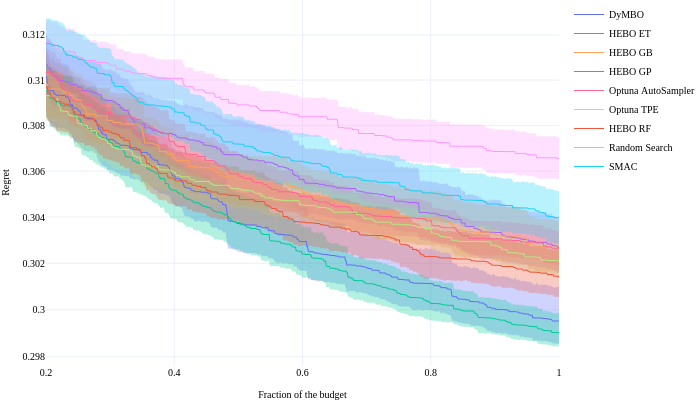 0.312
0.31
0.308
0.306
0.304
0.302
0.3
0.298
Regret
0.2
0.4
0.6
0.8
1
Fraction of the budget
DyMBO
HEBO ET
HEBO GB
HEBO GP
Optuna AutoSampler
Optuna TPE
HEBO RF
Random Search
SMAC